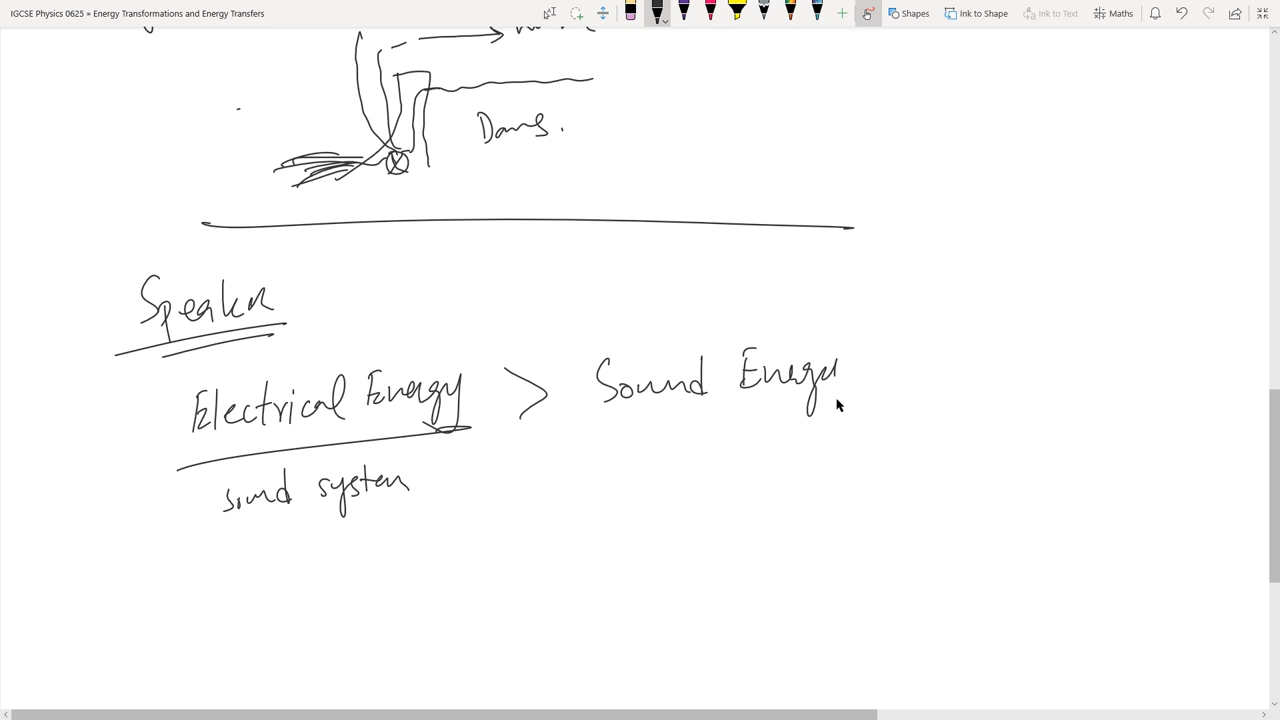 IGCSE Physics 0625 » Energy Transformations and Energy Transfers
Shapes Ink to Shape Ink to Text Maths
Dams.
Speaker
Electrical Energy > Sound Energy
sound system